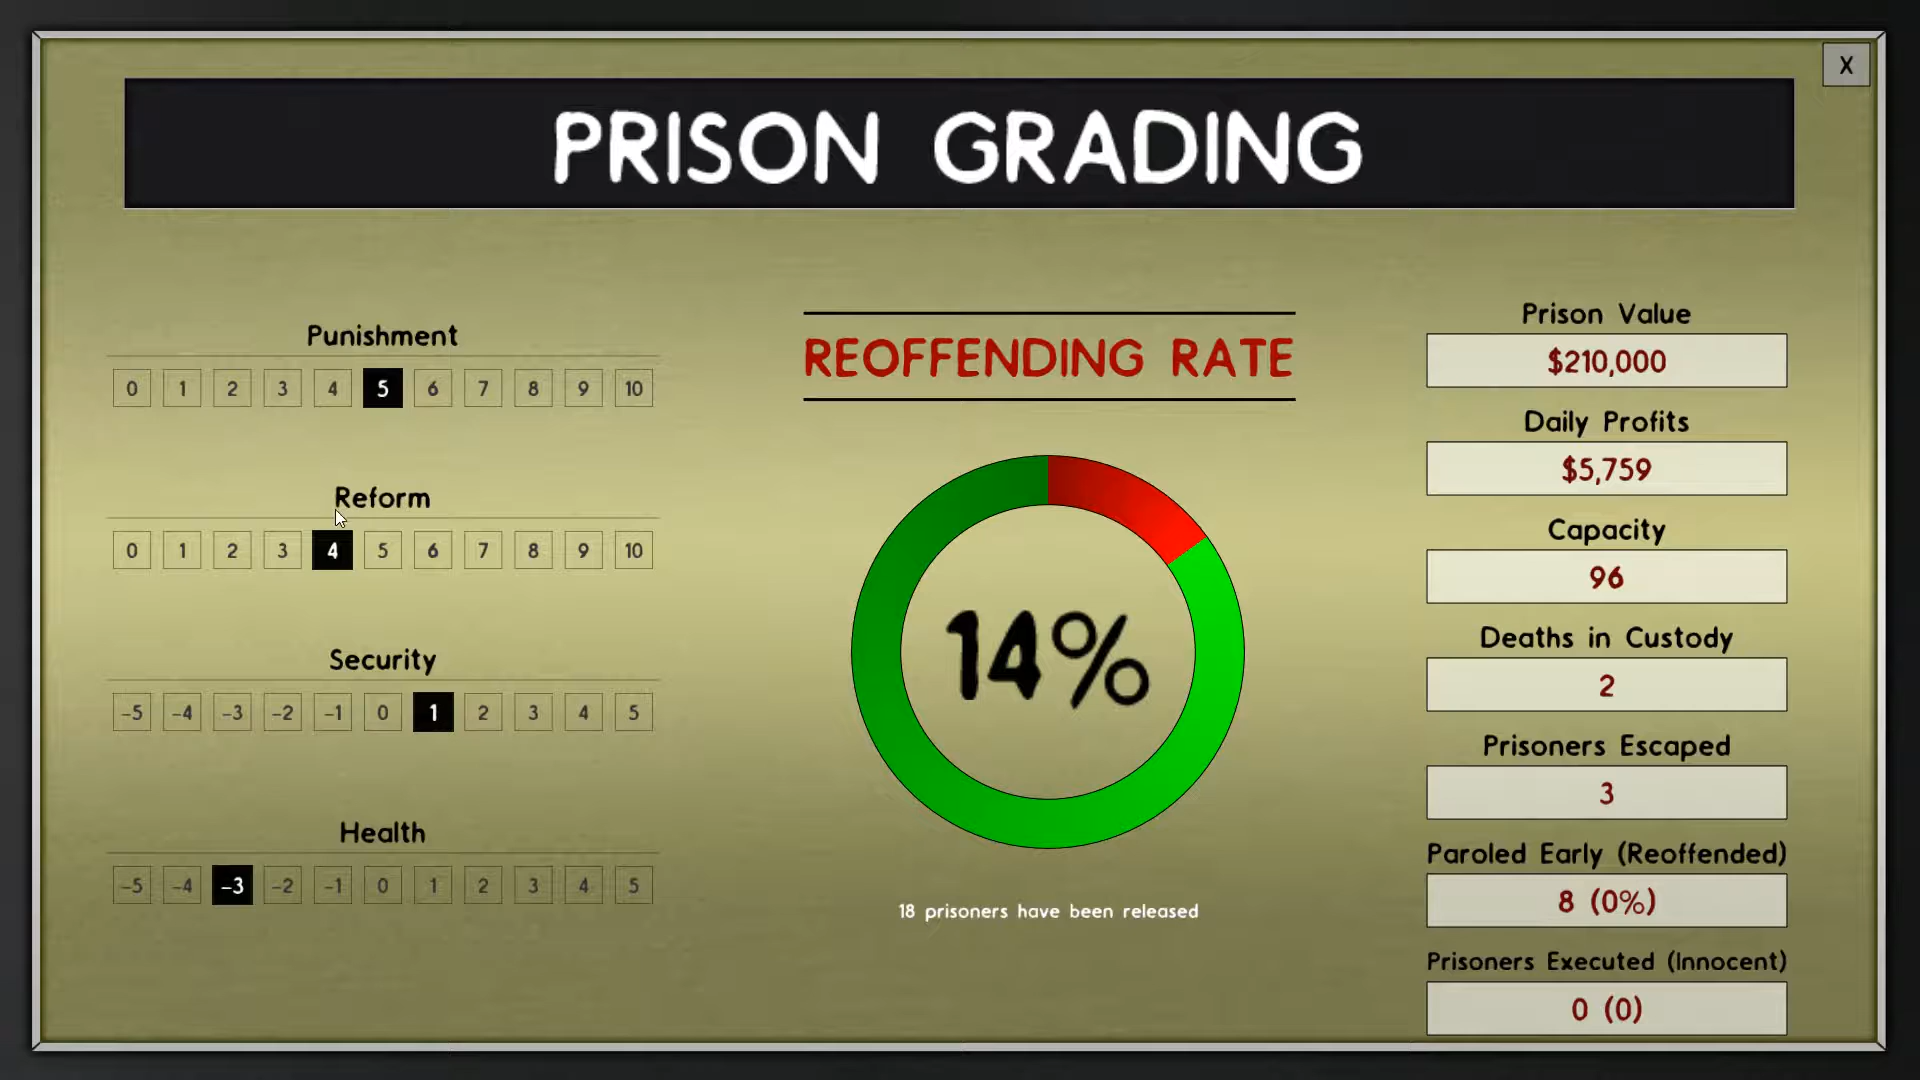 X
PRISON GRADING
Punishment
0 1 2 3 4 5 6 7 8 9 10
Reform
0 1 2 3 4 5 6 7 8 9 10
Security
-5 -4 -3 -2 -1 0 1 2 3 4 5
Health
-5 -4 -3 -2 -1 0 1 2 3 4 5
REOFFENDING RATE
14%
18 prisoners have been released
Prison Value
$210,000
Daily Profits
$5,759
Capacity
96
Deaths in Custody
2
Prisoners Escaped
3
Paroled Early (Reoffended)
8 (0%)
Prisoners Executed (Innocent)
0 (0)